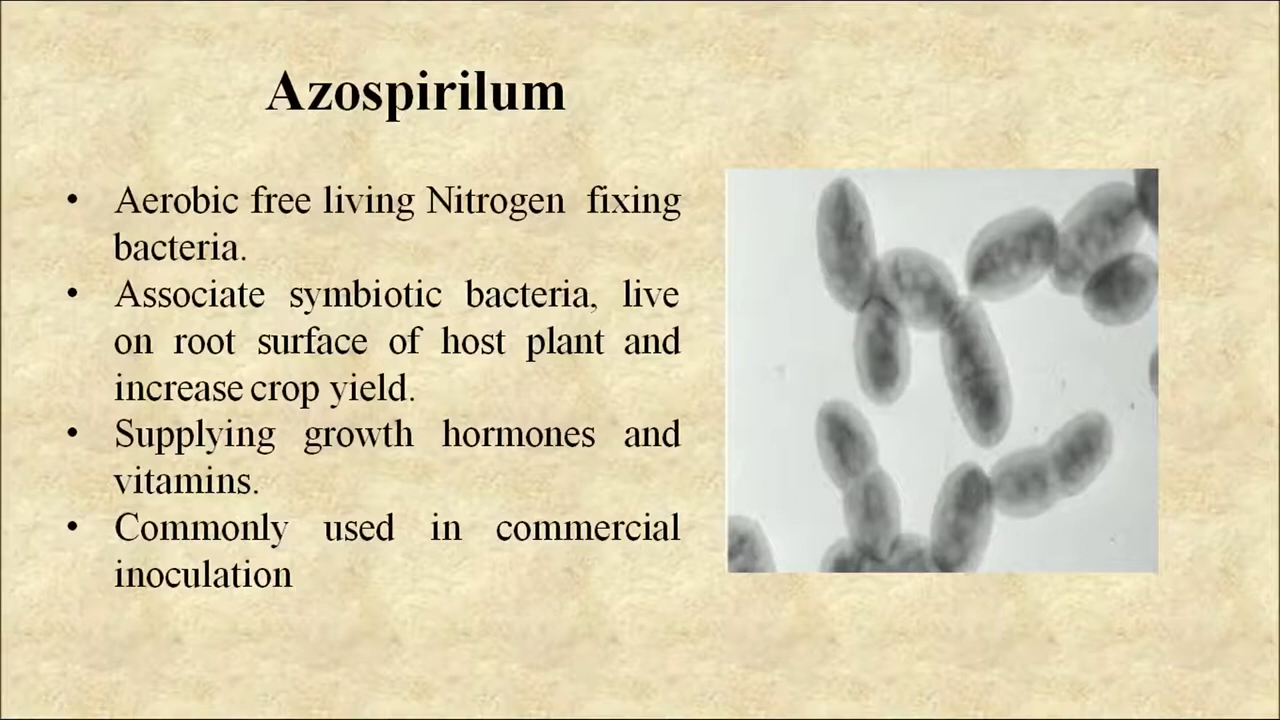 Azospirilum
• Aerobic free living Nitrogen fixing
bacteria.
• Associate symbiotic bacteria, live
on root surface of host plant and
increase crop yield.
• Supplying growth hormones and
vitamins.
• Commonly used in commercial
inoculation